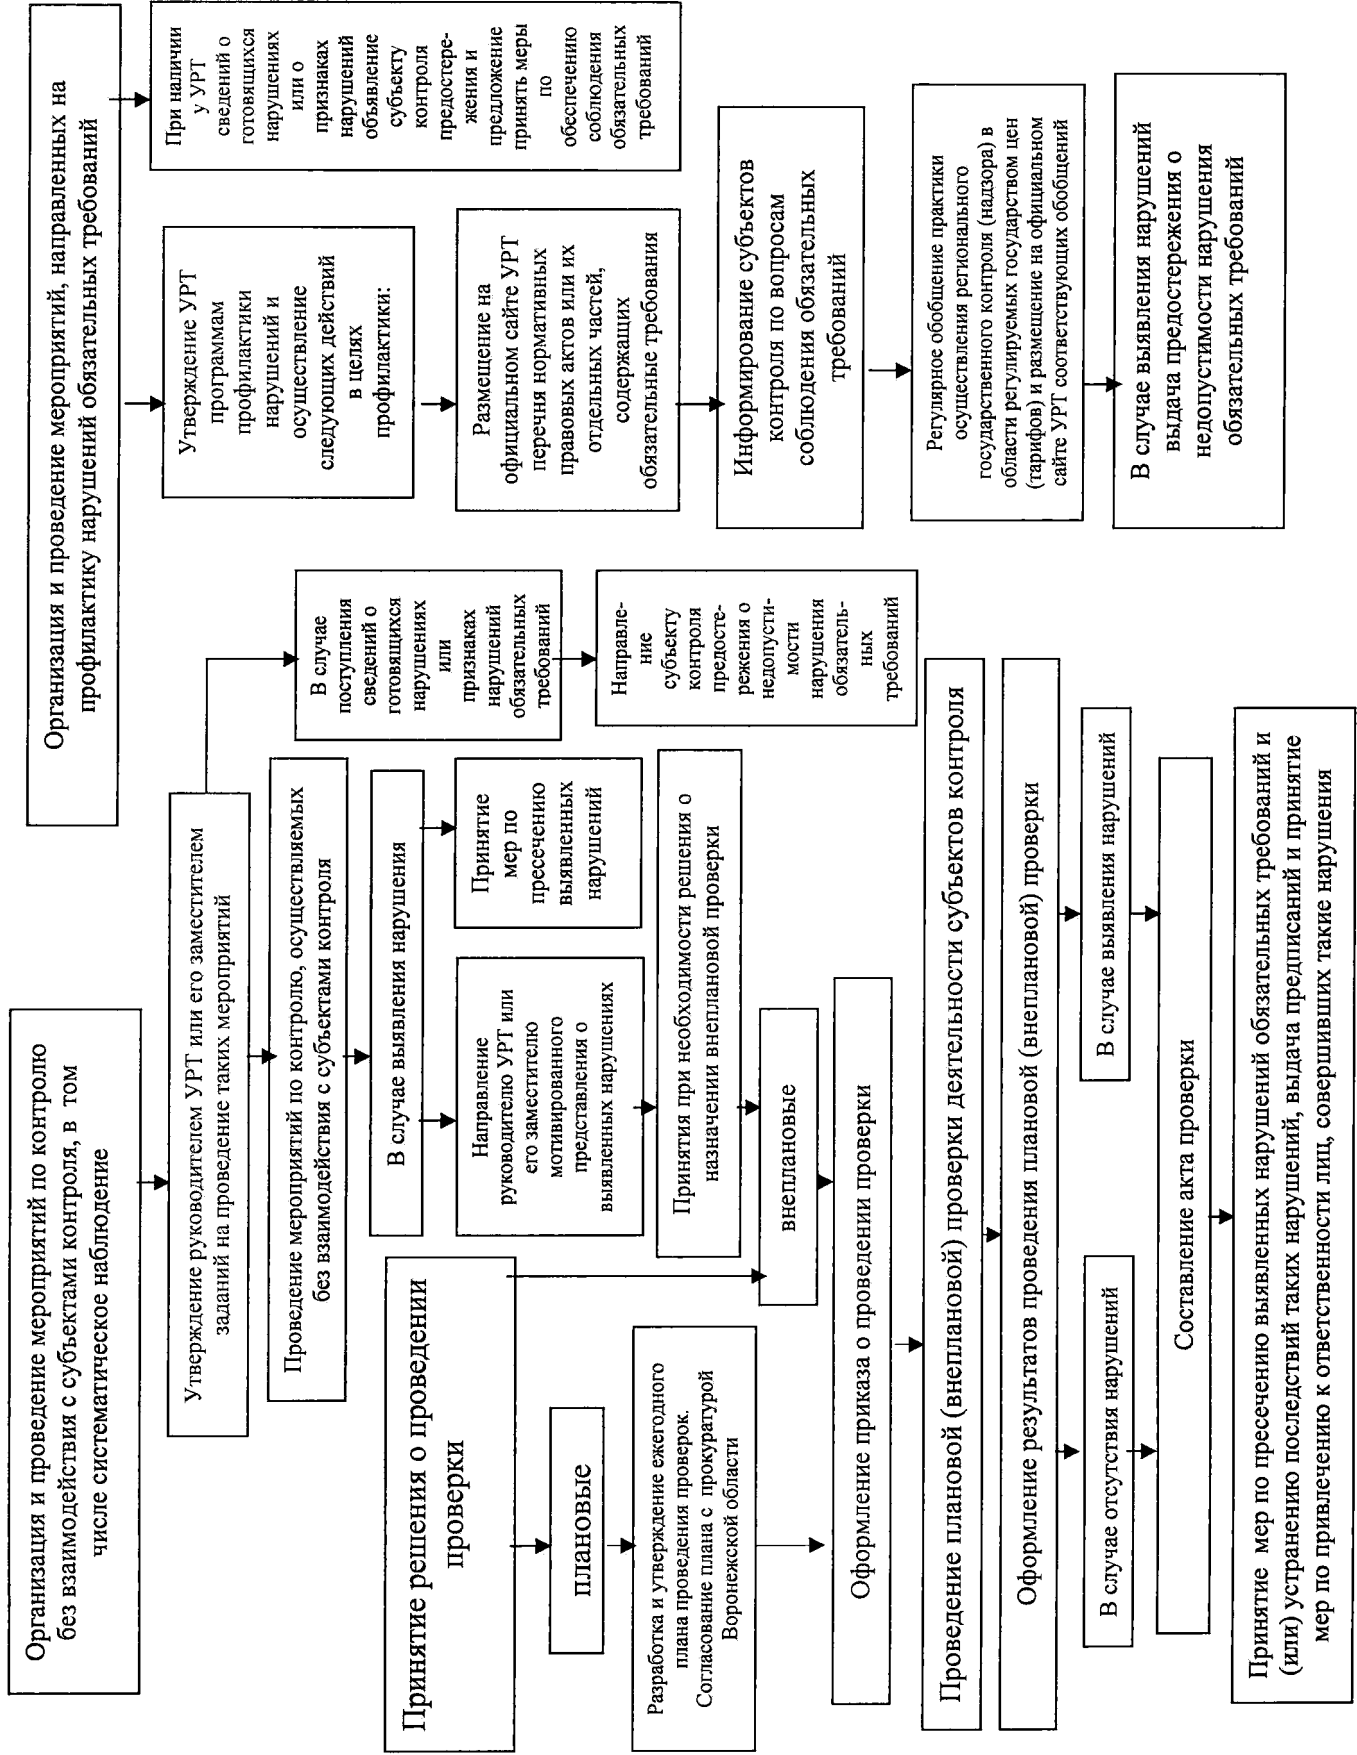 Организация и проведение мероприятий по контролю
без взаимодействия с субъектами контроля, в том
числе систематическое наблюдение
Организация и проведение мероприятий, направленных на
профилактику нарушений обязательных требований
Утверждение руководителем УРТ или его заместителем
заданий на проведение таких мероприятий
Проведение мероприятий по контролю, осуществляемых
без взаимодействия с субъектами контроля
В случае
поступления
сведений о
готовящихся
нарушениях
или
признаках
нарушений
обязательных
требований
Направле-
ние
субъекту
контроля
предосте-
режения о
недопусти-
мости
нарушения
обязатель-
ных
требований
В случае выявления нарушения
Направление
руководителю УРТ или
его заместителю
мотивированного
представления о
выявленных нарушениях
Принятие
мер по
пресечению
выявленных
нарушений
Принятия при необходимости решения о
назначении внеплановой проверки
Принятие решения о проведении
проверки
плановые
внеплановые
Разработка и утверждение ежегодного
плана проведения проверок.
Согласование плана с прокуратурой
Воронежской области
Оформление приказа о проведении проверки
Проведение плановой (внеплановой) проверки деятельности субъектов контроля
Оформление результатов проведения плановой (внеплановой) проверки
В случае отсутствия нарушений
В случае выявления нарушений
Составление акта проверки
Принятие мер по пресечению выявленных нарушений обязательных требований и
(или) устранению последствий таких нарушений, выдача предписаний и принятие
мер по привлечению к ответственности лиц, совершивших такие нарушения
Утверждение УРТ
программам
профилактики
нарушений и
осуществление
следующих действий
в целях
профилактики:
При наличии
у УРТ
сведений о
готовящихся
нарушениях
или о
признаках
нарушений
объявление
субъекту
контроля
предостере-
жения и
предложение
принять меры
по
обеспечению
соблюдения
обязательных
требований
Размещение на
официальном сайте УРТ
перечня нормативных
правовых актов или их
отдельных частей,
содержащих
обязательные требования
Информирование субъектов
контроля по вопросам
соблюдения обязательных
требований
Регулярное обобщение практики
осуществления регионального
государственного контроля (надзора) в
области регулируемых государством цен
(тарифов) и размещение на официальном
сайте УРТ соответствующих обобщений
В случае выявления нарушений
выдача предостережения о
недопустимости нарушения
обязательных требований